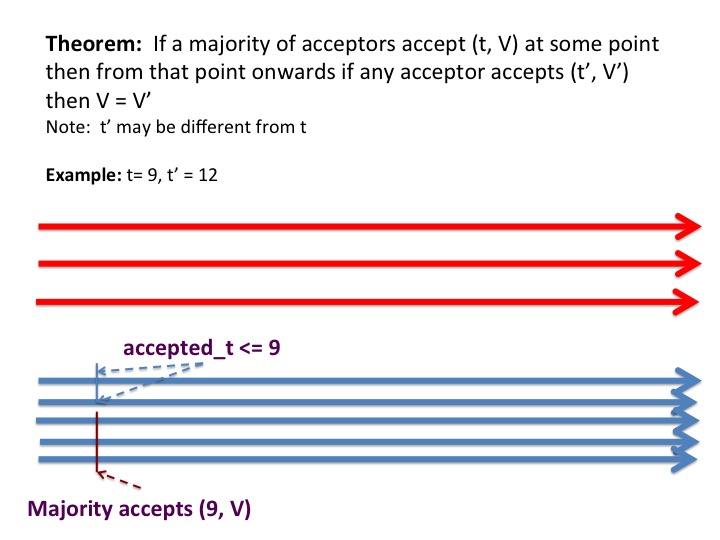 Theorem: If a majority of acceptors accept (t, V) at some point
then from that point onwards if any acceptor accepts (t’, V’)
then V = V’
Note: t’ may be different from t
Example: t= 9, t’ = 12
accepted_t <= 9
Majority accepts (9, V)